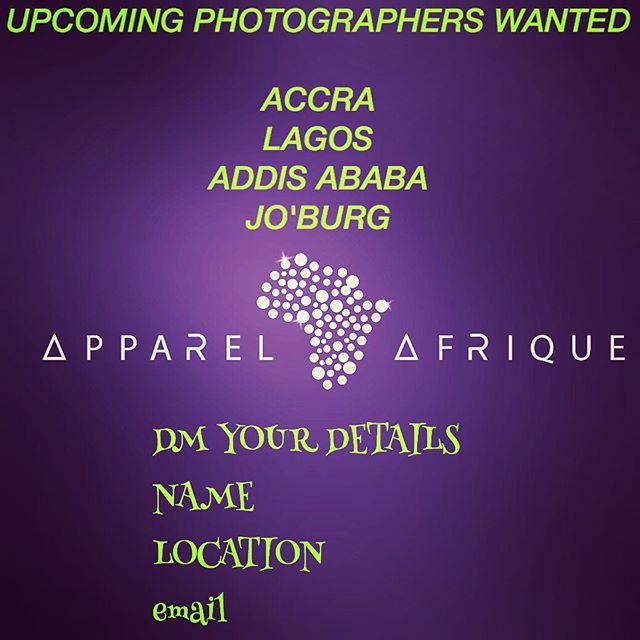 UPCOMING PHOTOGRAPHERS WANTED
ACCRA
LAGOS
ADDIS ABABA
JO'BURG
APPAREL AFRIQUE
DM YOUR DETAILS
NAME
LOCATION
email